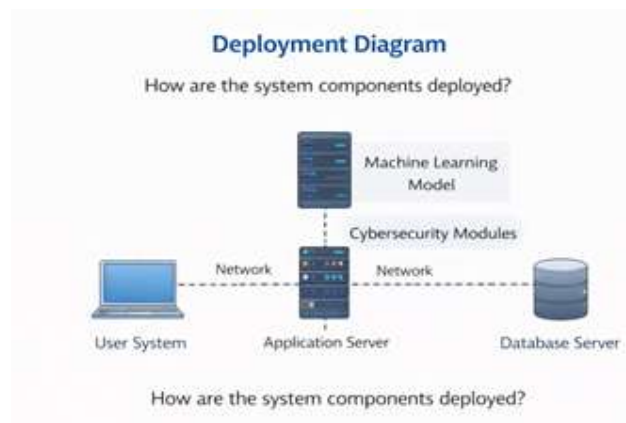 Deployment Diagram
How are the system components deployed?
Machine Learning
Model
Cybersecurity Modules
Network
Network
User System
Application Server
Database Server
How are the system components deployed?